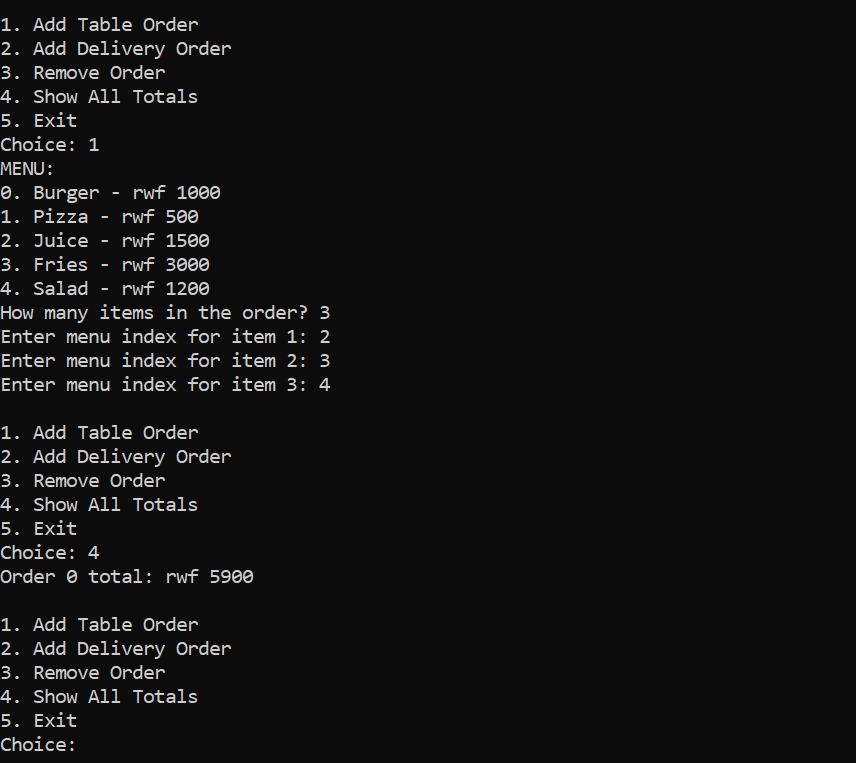 1. Add Table Order
2. Add Delivery Order
3. Remove Order
4. Show All Totals
5. Exit
Choice: 1
MENU:
0. Burger - rwf 1000
1. Pizza - rwf 500
2. Juice - rwf 1500
3. Fries - rwf 3000
4. Salad - rwf 1200
How many items in the order? 3
Enter menu index for item 1: 2
Enter menu index for item 2: 3
Enter menu index for item 3: 4

1. Add Table Order
2. Add Delivery Order
3. Remove Order
4. Show All Totals
5. Exit
Choice: 4
Order 0 total: rwf 5900

1. Add Table Order
2. Add Delivery Order
3. Remove Order
4. Show All Totals
5. Exit
Choice: